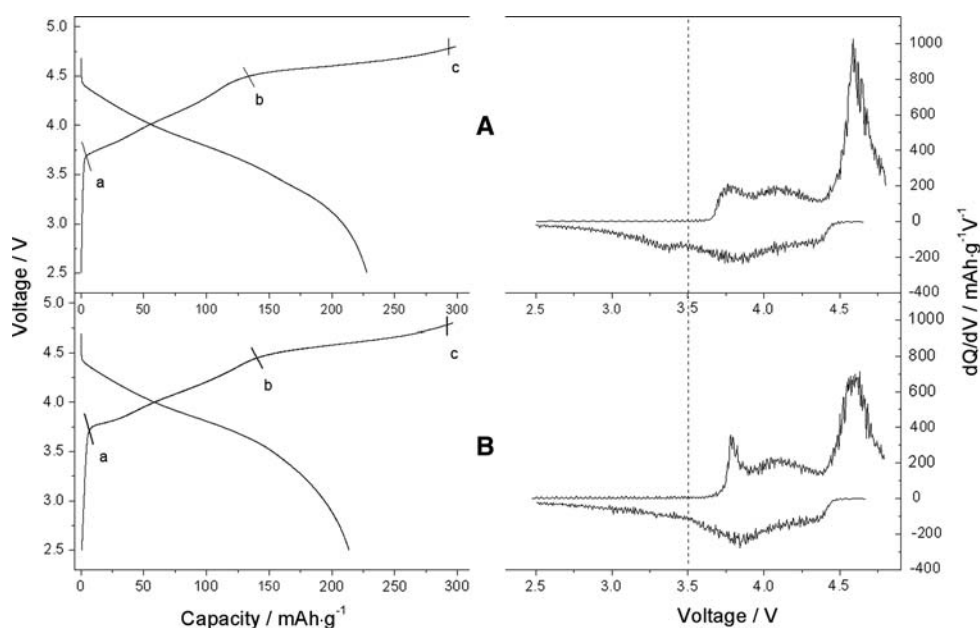 5.0
4.5
4.0
3.5
3.0
2.5
a
b
c
A
1000
800
600
400
200
0
-200
-400
0 50 100 150 200 250 300
2.5 3.0 3.5 4.0 4.5
5.0
4.5
4.0
3.5
3.0
2.5
a
b
c
B
1000
800
600
400
200
0
-200
-400
0 50 100 150 200 250 300
2.5 3.0 3.5 4.0 4.5
Voltage / V
dQ/dV / mAh·g⁻¹V⁻¹
Capacity / mAh·g⁻¹
Voltage / V